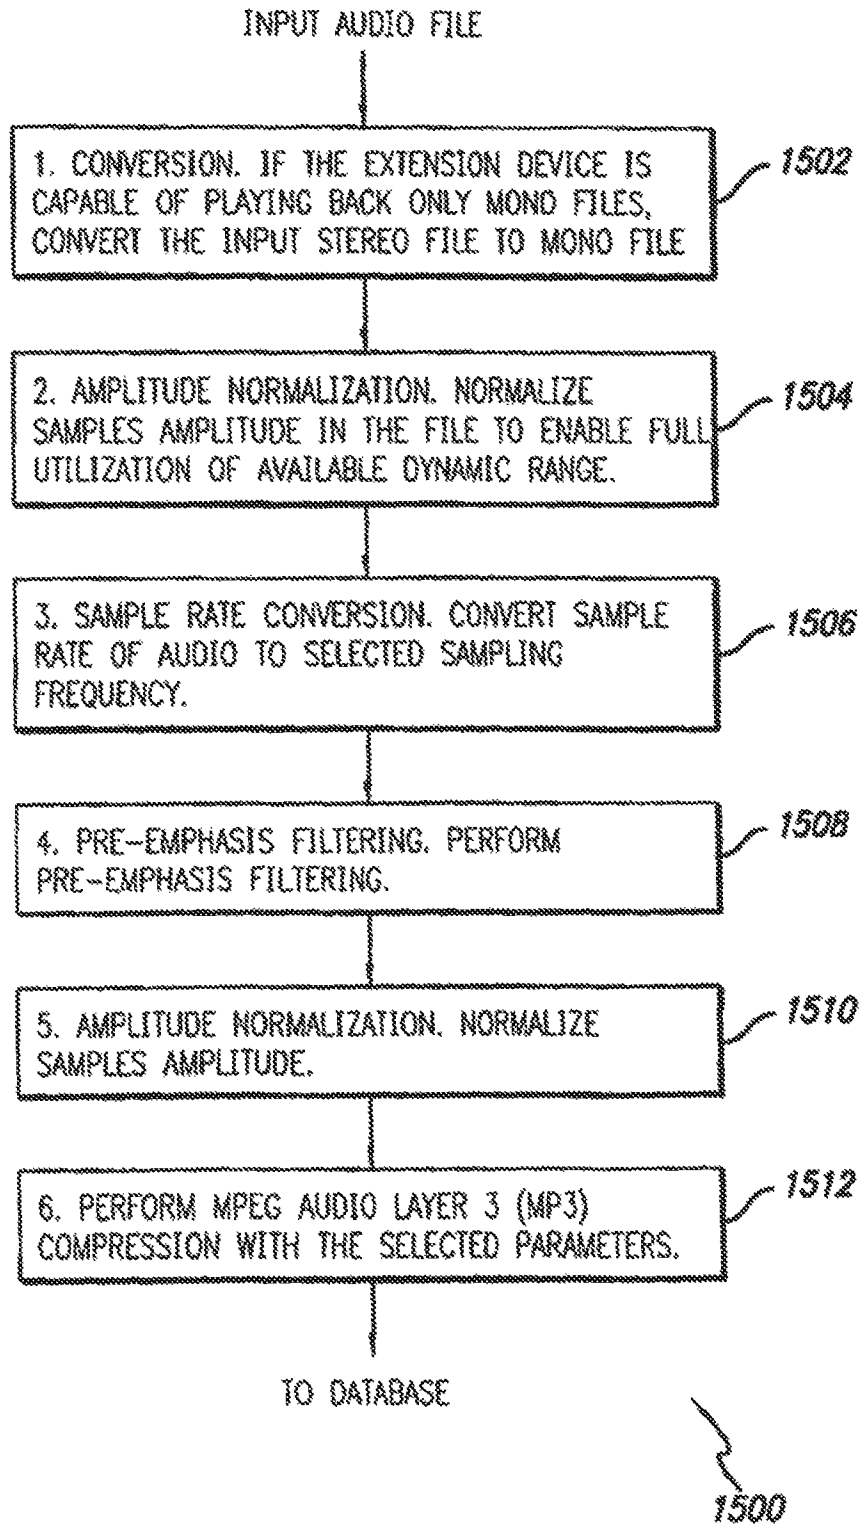 INPUT AUDIO FILE
1. CONVERSION. IF THE EXTENSION DEVICE IS
CAPABLE OF PLAYING BACK ONLY MONO FILES,
CONVERT THE INPUT STEREO FILE TO MONO FILE
1502
2. AMPLITUDE NORMALIZATION. NORMALIZE
SAMPLES AMPLITUDE IN THE FILE TO ENABLE FULL
UTILIZATION OF AVAILABLE DYNAMIC RANGE.
1504
3. SAMPLE RATE CONVERSION. CONVERT SAMPLE
RATE OF AUDIO TO SELECTED SAMPLING
FREQUENCY.
1506
4. PRE-EMPHASIS FILTERING. PERFORM
PRE-EMPHASIS FILTERING.
1508
5. AMPLITUDE NORMALIZATION. NORMALIZE
SAMPLES AMPLITUDE.
1510
6. PERFORM MPEG AUDIO LAYER 3 (MP3)
COMPRESSION WITH THE SELECTED PARAMETERS.
1512
TO DATABASE
1500